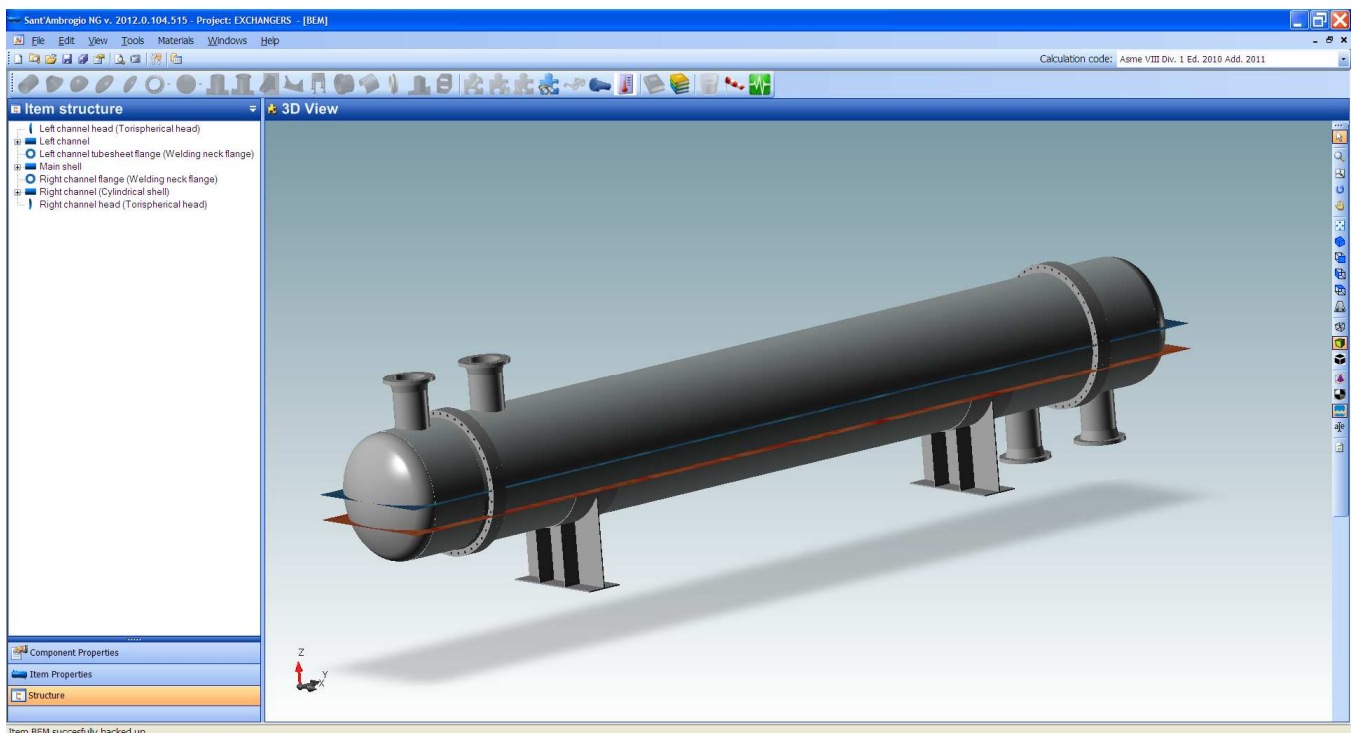 Sant'Ambrogio NG v. 2012.0.104.515 - Project: EXCHANGERS - [BEM]
File Edit View Tools Materials Windows Help
Calculation code: Asme VIII Div. 1 Ed. 2010 Add. 2011
Item structure
3D View
Left channel head (Torispherical head)
Left channel
Left channel tubesheet flange (Welding neck flange)
Main shell
Right channel flange (Welding neck flange)
Right channel (Cylindrical shell)
Right channel head (Torispherical head)
Component Properties
Item Properties
Structure
Z
Y
X
Item BEM succesfully backed up